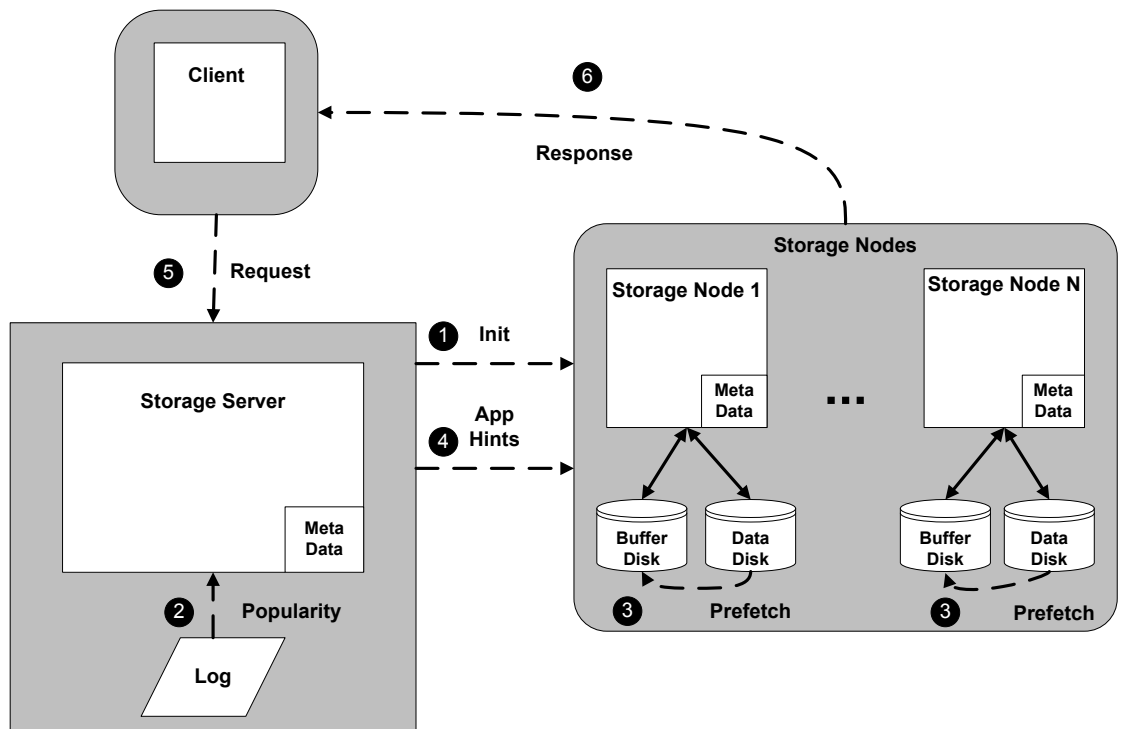 Client
6
Response
5
Request
Storage Nodes
Storage Node 1
Storage Node N
1
Init
Meta
Data
...
Meta
Data
Storage Server
4
App
Hints
Meta
Data
Buffer
Disk
Data
Disk
Buffer
Disk
Data
Disk
2
Popularity
3
Prefetch
3
Prefetch
Log